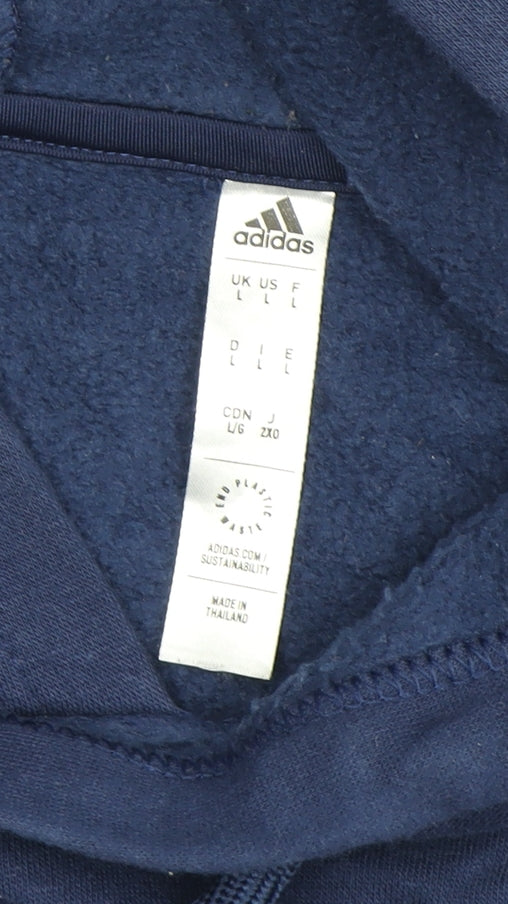 adidas
UK US F
L L L
D I E
L L L
CDN J
L/G 2XO
END PLASTIC WASTE
ADIDAS.COM/
SUSTAINABILITY
MADE IN
THAILAND